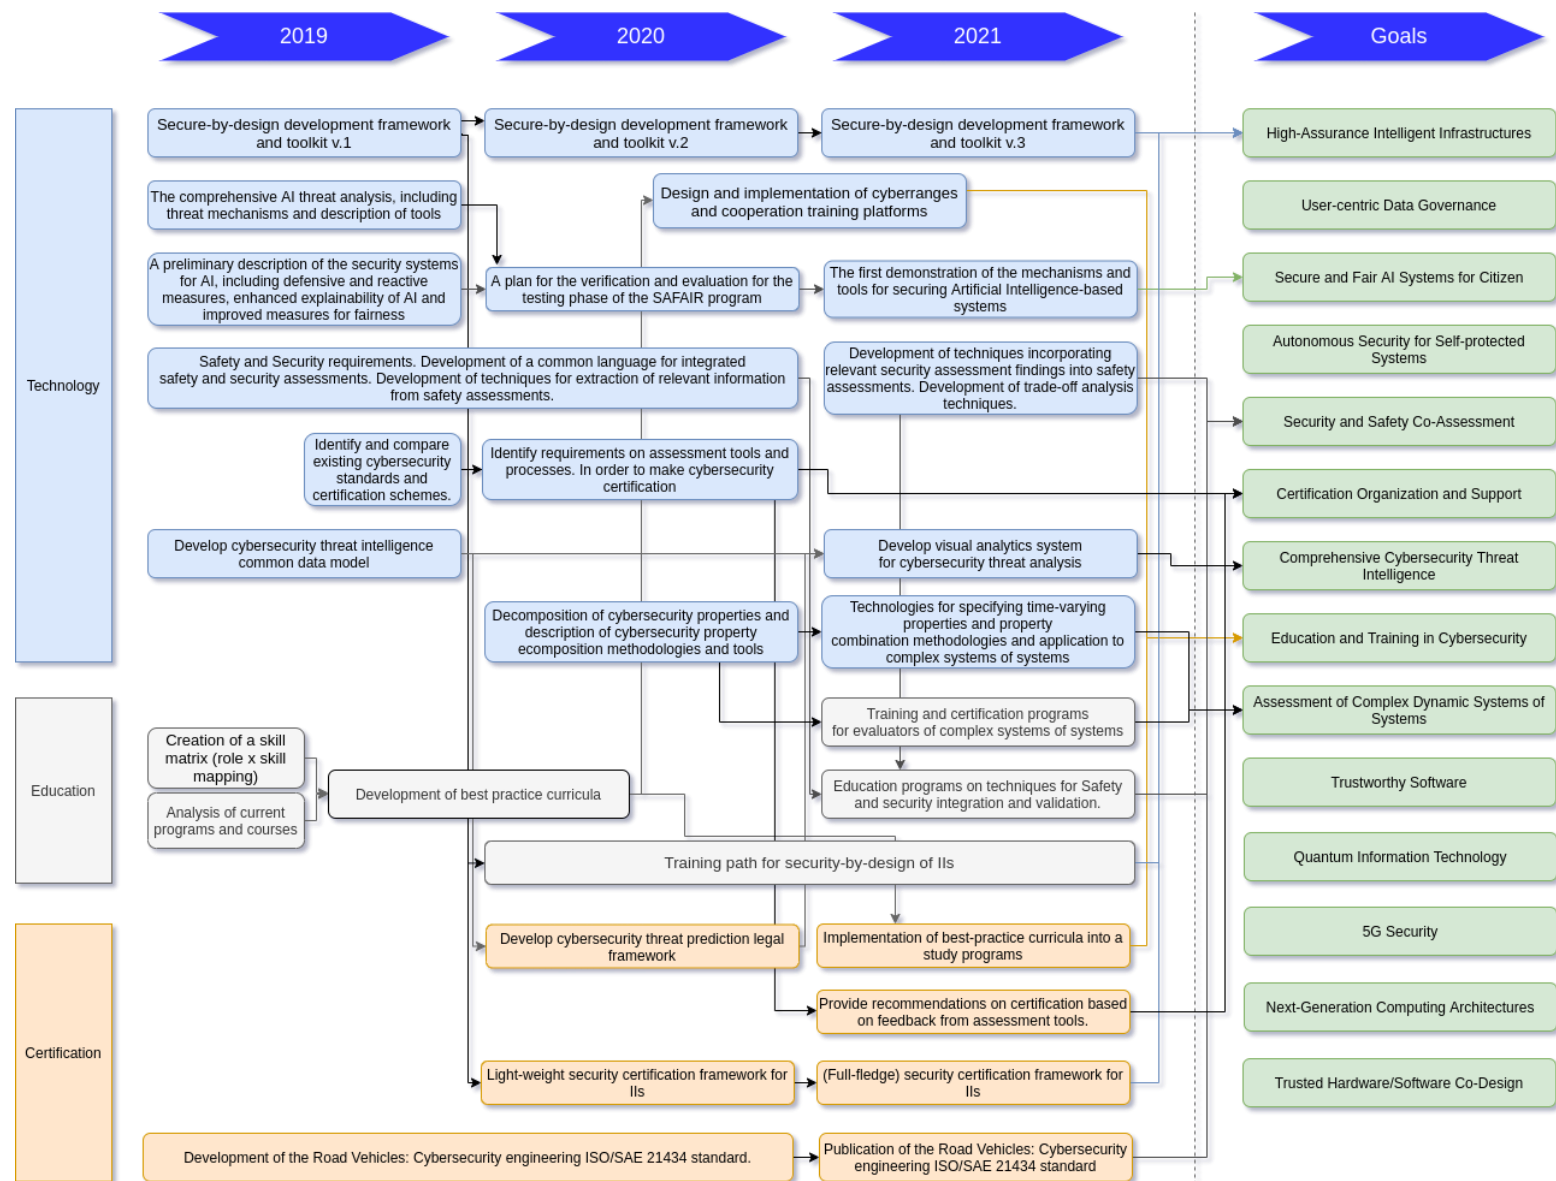 2019
2020
2021
Goals
Technology
Secure-by-design development framework
and toolkit v.1
Secure-by-design development framework
and toolkit v.2
Secure-by-design development framework
and toolkit v.3
High-Assurance Intelligent Infrastructures
The comprehensive AI threat analysis, including
threat mechanisms and description of tools
Design and implementation of cyberranges
and cooperation training platforms
User-centric Data Governance
A preliminary description of the security systems
for AI, including defensive and reactive
measures, enhanced explainability of AI and
improved measures for fairness
A plan for the verification and evaluation for the
testing phase of the SAFAIR program
The first demonstration of the mechanisms and
tools for securing Artificial Intelligence-based
systems
Secure and Fair AI Systems for Citizen
Autonomous Security for Self-protected
Systems
Safety and Security requirements. Development of a common language for integrated
safety and security assessments. Development of techniques for extraction of relevant information
from safety assessments.
Development of techniques incorporating
relevant security assessment findings into safety
assessments. Development of trade-off analysis
techniques.
Security and Safety Co-Assessment
Identify and compare
existing cybersecurity
standards and
certification schemes.
Identify requirements on assessment tools and
processes. In order to make cybersecurity
certification
Certification Organization and Support
Develop cybersecurity threat intelligence
common data model
Develop visual analytics system
for cybersecurity threat analysis
Comprehensive Cybersecurity Threat
Intelligence
Decomposition of cybersecurity properties and
description of cybersecurity property
ecomposition methodologies and tools
Technologies for specifying time-varying
properties and property
combination methodologies and application to
complex systems of systems
Education and Training in Cybersecurity
Education
Training and certification programs
for evaluators of complex systems of systems
Assessment of Complex Dynamic Systems of
Systems
Creation of a skill
matrix (role x skill
mapping)
Analysis of current
programs and courses
Development of best practice curricula
Education programs on techniques for Safety
and security integration and validation.
Trustworthy Software
Training path for security-by-design of IIs
Quantum Information Technology
Certification
Develop cybersecurity threat prediction legal
framework
Implementation of best-practice curricula into a
study programs
5G Security
Provide recommendations on certification based
on feedback from assessment tools.
Next-Generation Computing Architectures
Light-weight security certification framework for
IIs
(Full-fledge) security certification framework for
IIs
Trusted Hardware/Software Co-Design
Development of the Road Vehicles: Cybersecurity engineering ISO/SAE 21434 standard.
Publication of the Road Vehicles: Cybersecurity
engineering ISO/SAE 21434 standard